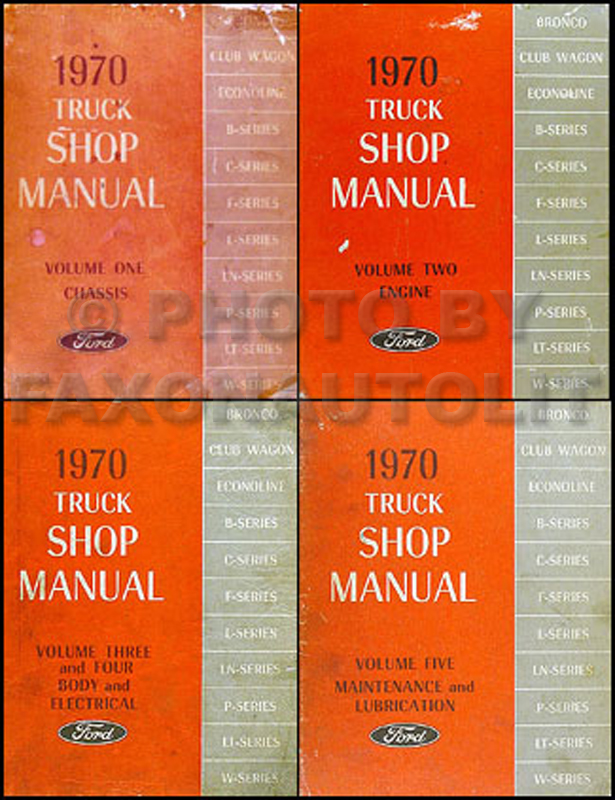 1970
TRUCK
SHOP
MANUAL
VOLUME ONE
CHASSIS
Ford
CLUB WAGON
ECONOLINE
B-SERIES
C-SERIES
F-SERIES
L-SERIES
LN-SERIES
P-SERIES
LT-SERIES
W-SERIES
1970
TRUCK
SHOP
MANUAL
VOLUME TWO
ENGINE
Ford
BRONCO
CLUB WAGON
ECONOLINE
B-SERIES
C-SERIES
F-SERIES
L-SERIES
LN-SERIES
P-SERIES
LT-SERIES
W-SERIES
© PHOTO BY
FAXONAUTOLIT
1970
TRUCK
SHOP
MANUAL
VOLUME THREE
and FOUR
BODY and
ELECTRICAL
Ford
BRONCO
CLUB WAGON
ECONOLINE
B-SERIES
C-SERIES
F-SERIES
L-SERIES
LN-SERIES
P-SERIES
LT-SERIES
W-SERIES
1970
TRUCK
SHOP
MANUAL
VOLUME FIVE
MAINTENANCE and
LUBRICATION
Ford
BRONCO
CLUB WAGON
ECONOLINE
B-SERIES
C-SERIES
F-SERIES
L-SERIES
LN-SERIES
P-SERIES
LT-SERIES
W-SERIES